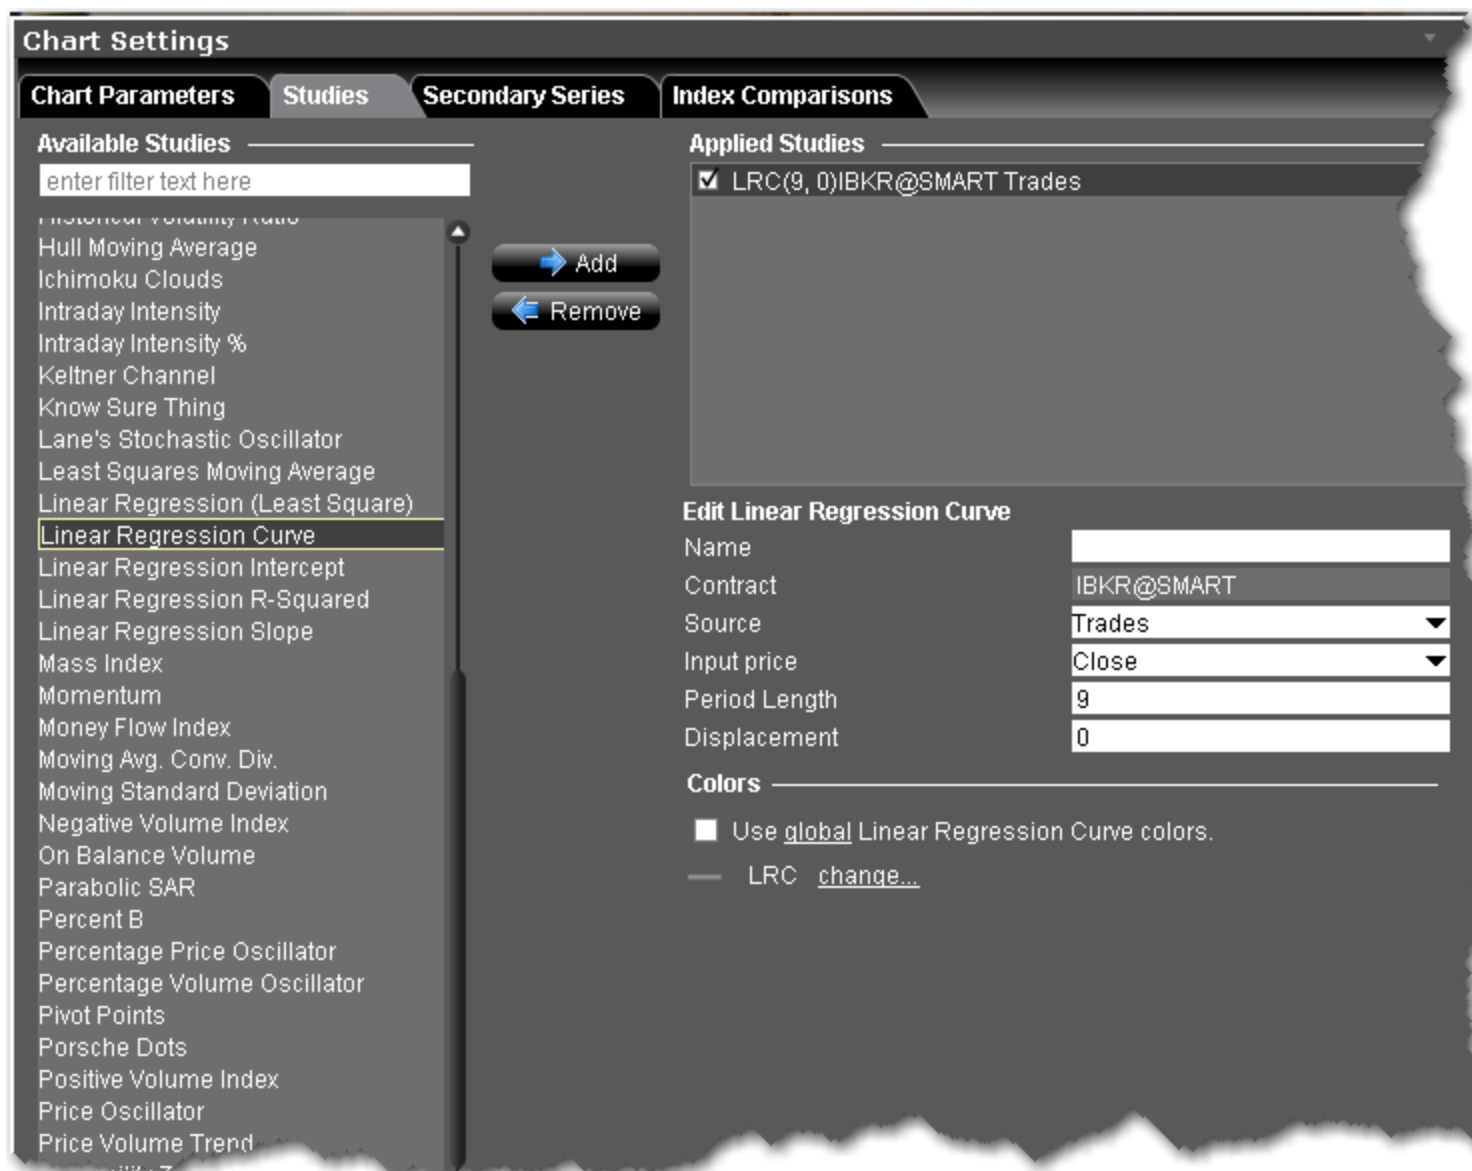 Chart Settings
Chart Parameters
Studies
Secondary Series
Index Comparisons
Available Studies
enter filter text here
Historical Volatility Ratio
Hull Moving Average
Ichimoku Clouds
Intraday Intensity
Intraday Intensity %
Keltner Channel
Know Sure Thing
Lane's Stochastic Oscillator
Least Squares Moving Average
Linear Regression (Least Square)
Linear Regression Curve
Linear Regression Intercept
Linear Regression R-Squared
Linear Regression Slope
Mass Index
Momentum
Money Flow Index
Moving Avg. Conv. Div.
Moving Standard Deviation
Negative Volume Index
On Balance Volume
Parabolic SAR
Percent B
Percentage Price Oscillator
Percentage Volume Oscillator
Pivot Points
Porsche Dots
Positive Volume Index
Price Oscillator
Price Volume Trend
Add
Remove
Applied Studies
LRC(9, 0)IBKR@SMART Trades
Edit Linear Regression Curve
Name
Contract IBKR@SMART
Source Trades
Input price Close
Period Length 9
Displacement 0
Colors
Use global Linear Regression Curve colors.
LRC change...